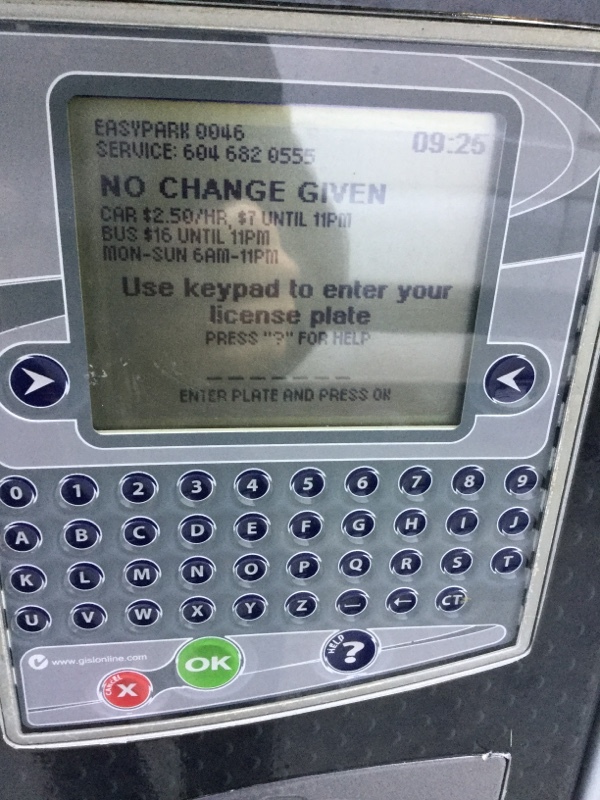 EASYPARK 0046
09:25
SERVICE: 604 682 0555
NO CHANGE GIVEN
CAR $2.50/HR, $7 UNTIL 11PM
BUS $16 UNTIL 11PM
MON-SUN 6AM-11PM
Use keypad to enter your
license plate
PRESS "?" FOR HELP
_ _ _ _ _ _ _
ENTER PLATE AND PRESS OK
0 1 2 3 4 5 6 7 8 9
A B C D E F G H I J
K L M N O P Q R S T
U V W X Y Z ← CT
www.gislonline.com
CANCEL X
OK
HELP ?